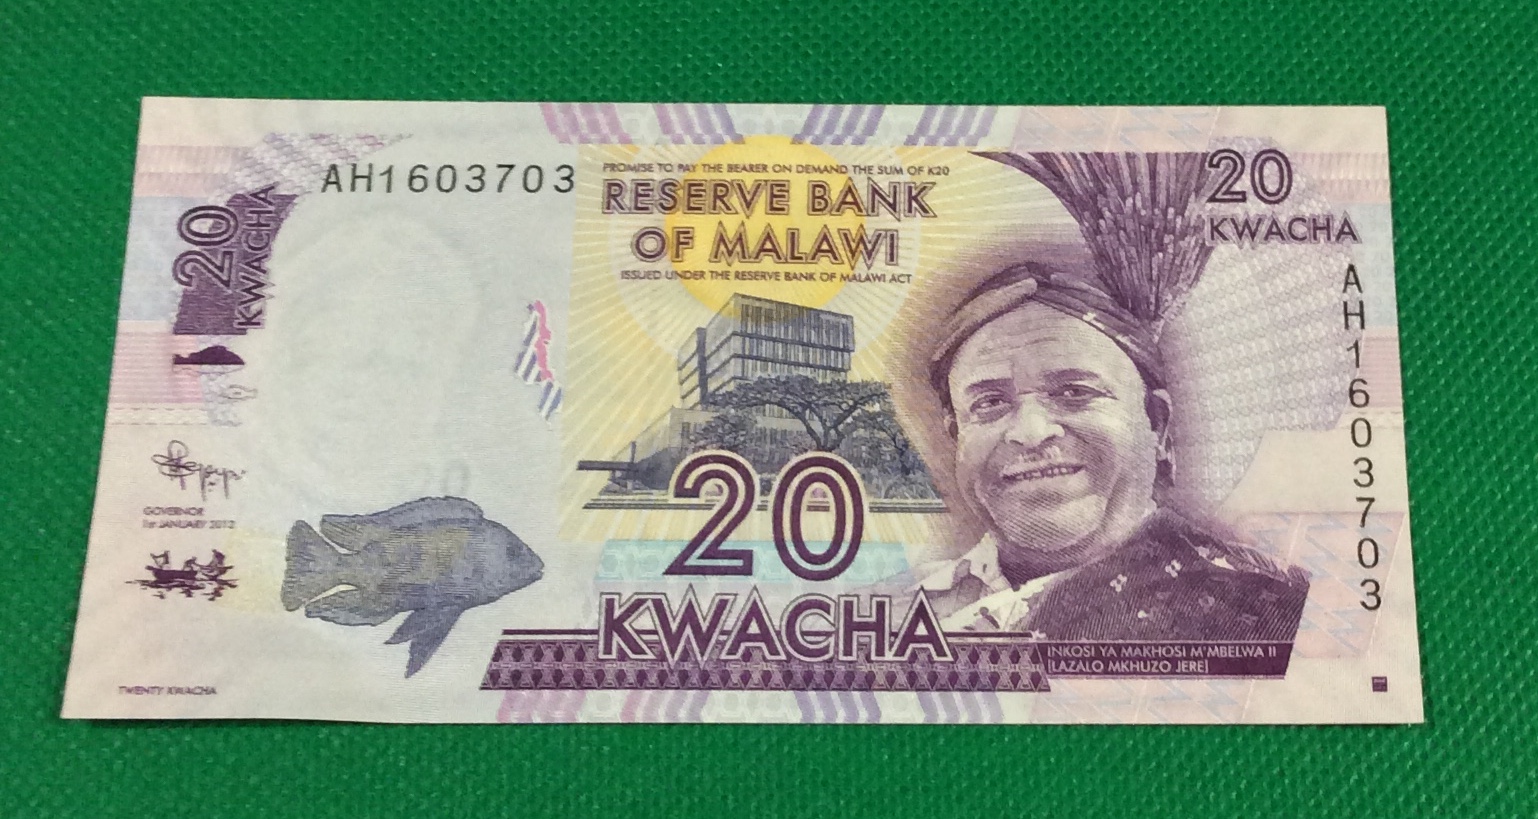 AH1603703
PROMISE TO PAY THE BEARER ON DEMAND THE SUM OF K20
RESERVE BANK
OF MALAWI
ISSUED UNDER THE RESERVE BANK OF MALAWI ACT
20
KWACHA
20
KWACHA
AH1603703
GOVERNOR
1st JANUARY 2012
20
KWACHA
INKOSI YA MAKHOSI M'MBELWA II
[LAZALO MKHUZO JERE]
TWENTY KWACHA